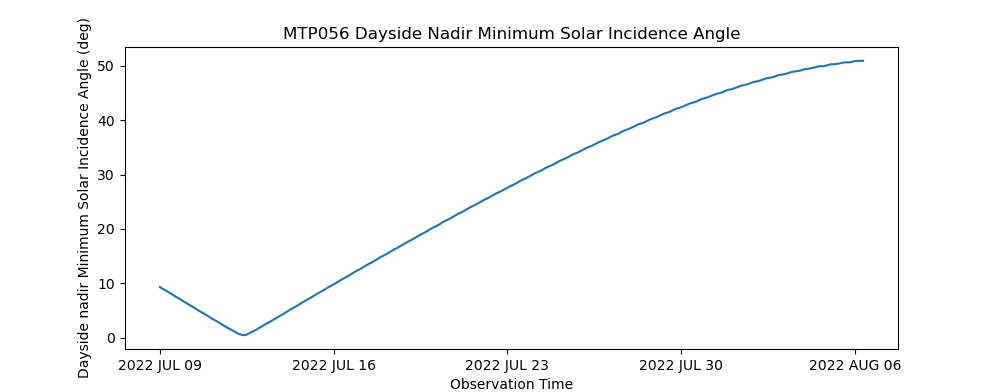 MTP056 Dayside Nadir Minimum Solar Incidence Angle
Dayside nadir Minimum Solar Incidence Angle (deg)
50
40
30
20
10
0
2022 JUL 09
2022 JUL 16
2022 JUL 23
2022 JUL 30
2022 AUG 06
Observation Time